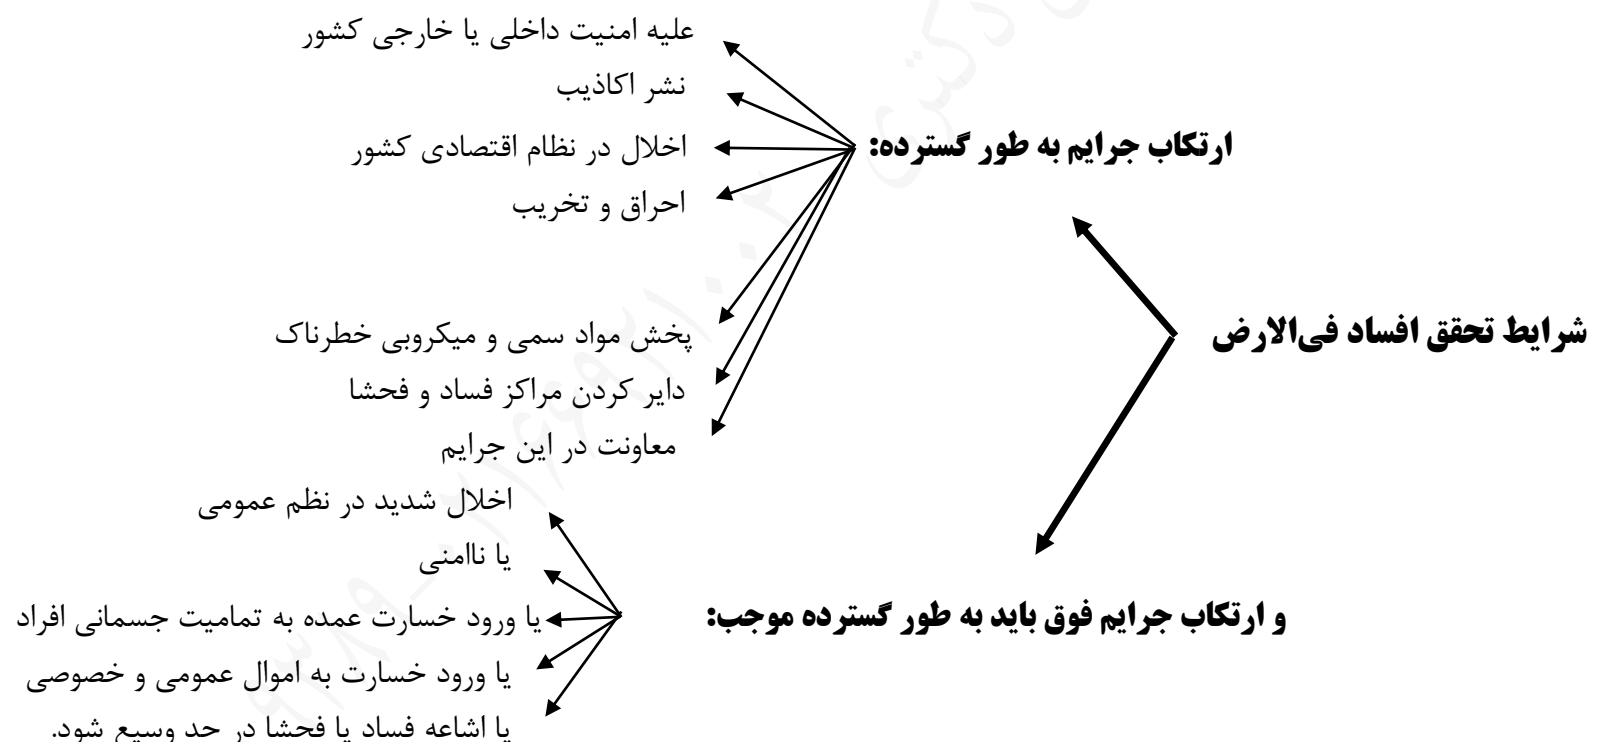 شرایط تحقق افساد فی‌الارض
ارتکاب جرایم به طور گسترده:
علیه امنیت داخلی یا خارجی کشور
نشر اکاذیب
اخلال در نظام اقتصادی کشور
احراق و تخریب
پخش مواد سمی و میکروبی خطرناک
دایر کردن مراکز فساد و فحشا
معاونت در این جرایم
و ارتکاب جرایم فوق باید به طور گسترده موجب:
اخلال شدید در نظم عمومی
یا ناامنی
یا ورود خسارت عمده به تمامیت جسمانی افراد
یا ورود خسارت به اموال عمومی و خصوصی
یا اشاعه فساد یا فحشا در حد وسیع شود.